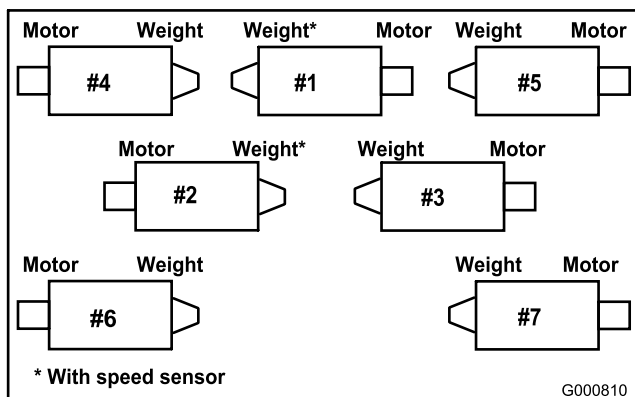 Motor Weight Weight* Motor Weight Motor
#4 #1 #5
Motor Weight* Weight Motor
#2 #3
Motor Weight Weight Motor
#6 #7
* With speed sensor
G000810